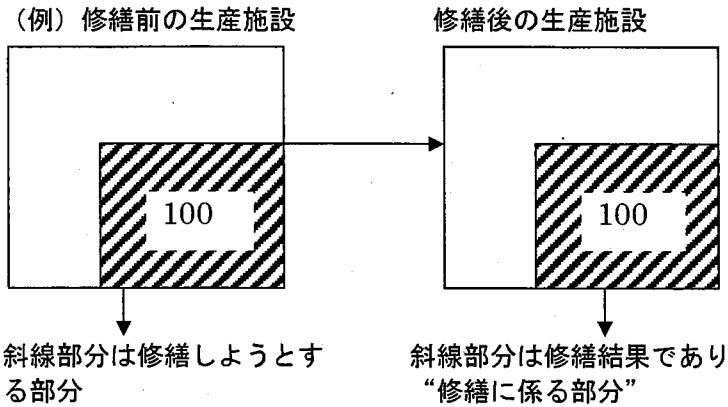 （例）修繕前の生産施設
修繕後の生産施設
100
100
斜線部分は修繕しようとす
る部分
斜線部分は修繕結果であり
“修繕に係る部分”